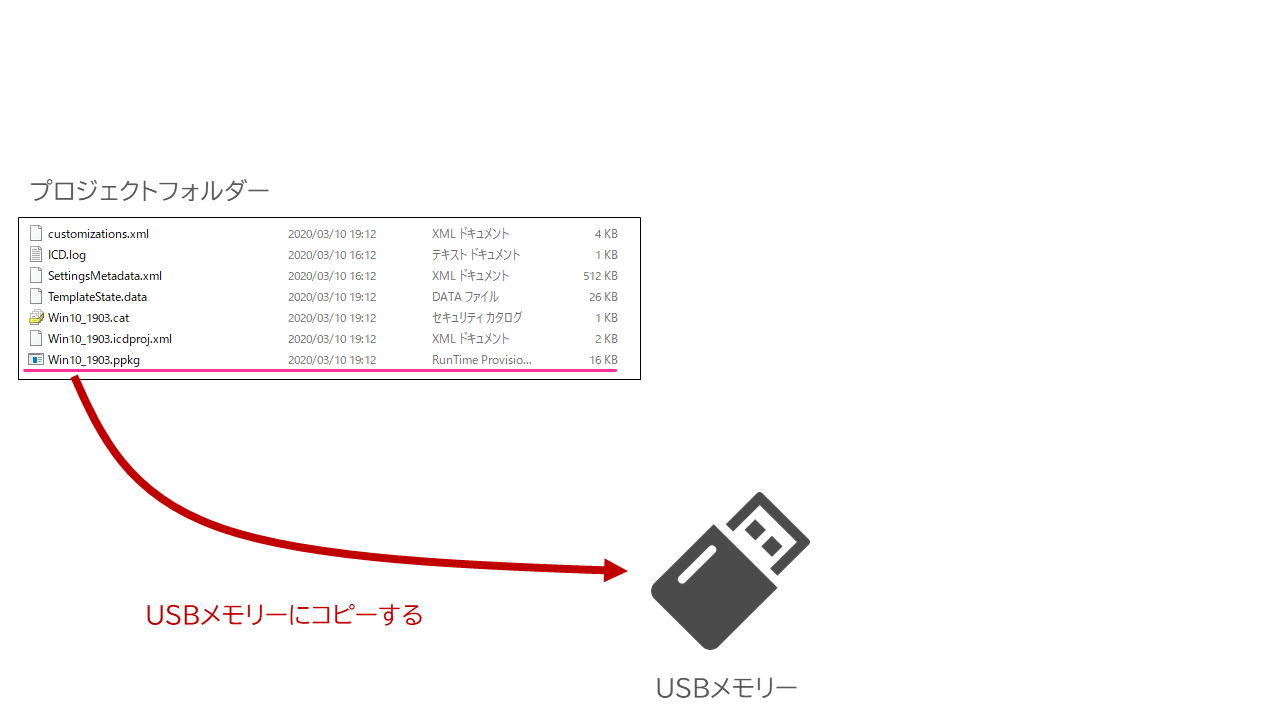 プロジェクトフォルダー
customizations.xml 2020/03/10 19:12 XML ドキュメント 4 KB
ICD.log 2020/03/10 16:12 テキスト ドキュメント 1 KB
SettingsMetadata.xml 2020/03/10 16:12 XML ドキュメント 512 KB
TemplateState.data 2020/03/10 19:12 DATA ファイル 26 KB
Win10_1903.cat 2020/03/10 19:12 セキュリティ カタログ 1 KB
Win10_1903.icdproj.xml 2020/03/10 19:12 XML ドキュメント 2 KB
Win10_1903.ppkg 2020/03/10 19:12 RunTime Provisio... 16 KB
USBメモリーにコピーする
USBメモリー